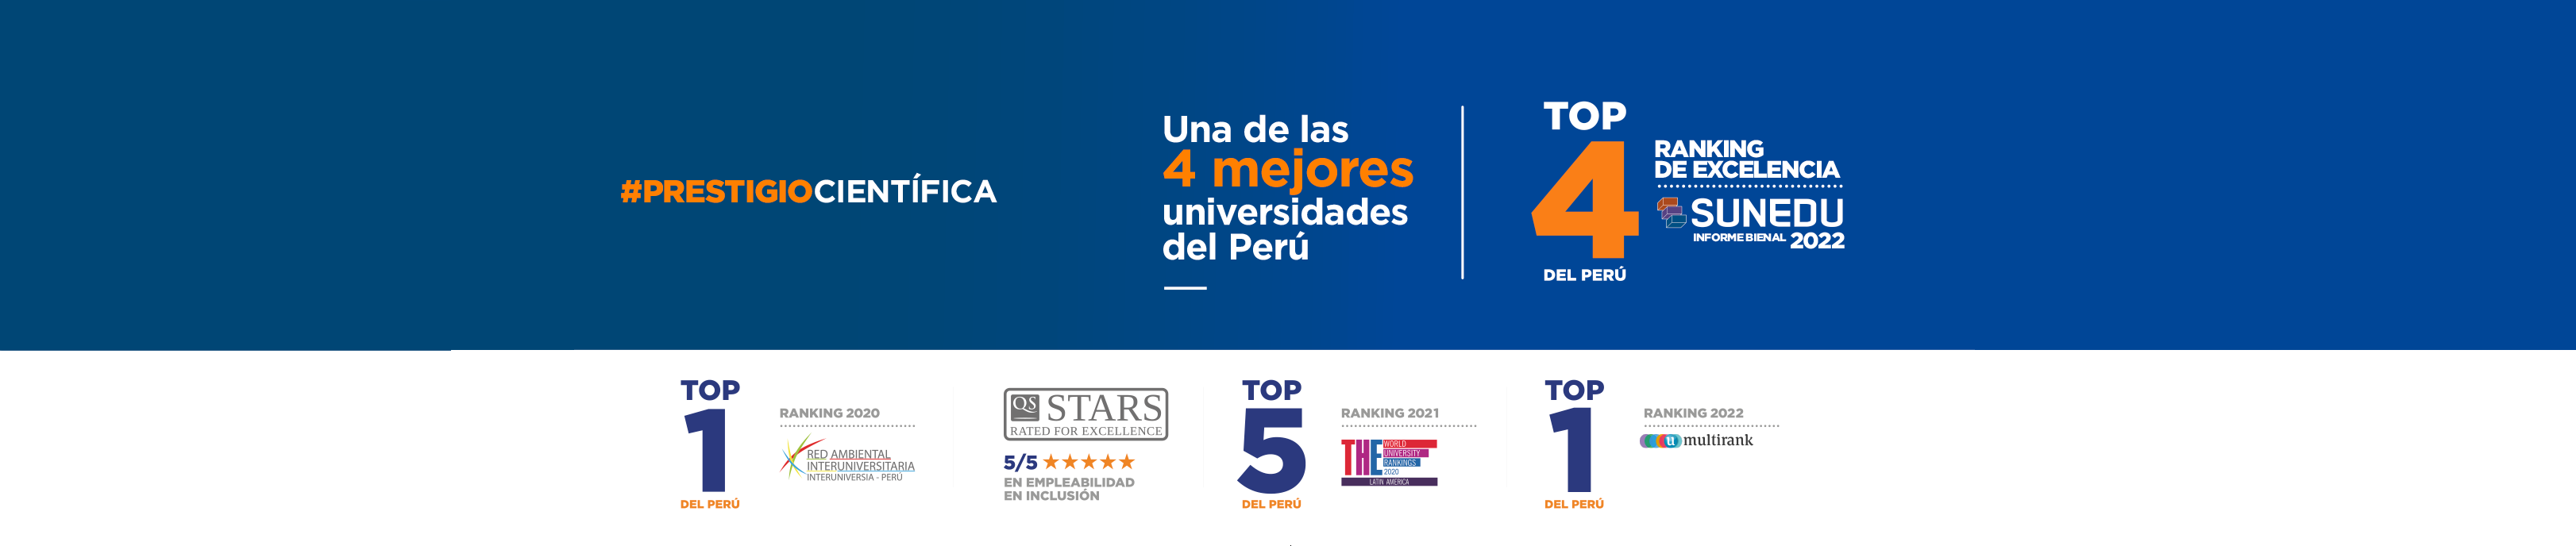 #PRESTIGIOCIENTÍFICA
Una de las
4 mejores
universidades
del Perú
TOP
4
DEL PERÚ
RANKING
DE EXCELENCIA
SUNEDU
INFORME BIENAL 2022
TOP
1
DEL PERÚ
RANKING 2020
RED AMBIENTAL
INTERUNIVERSITARIA
INTERUNIVERSIA - PERÚ
QS STARS
RATED FOR EXCELLENCE
5/5
EN EMPLEABILIDAD
EN INCLUSIÓN
TOP
5
DEL PERÚ
RANKING 2021
THE
WORLD
UNIVERSITY
RANKINGS
2020
LATIN AMERICA
TOP
1
DEL PERÚ
RANKING 2022
u multirank